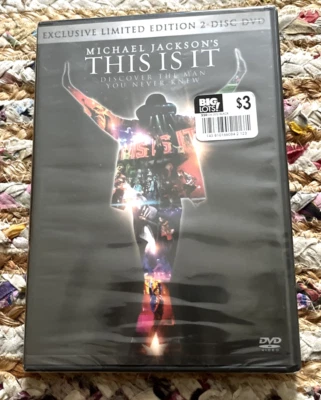 EXCLUSIVE LIMITED EDITION 2-DISC DVD
MICHAEL JACKSON'S
THIS IS IT
DISCOVER THE MAN
YOU NEVER KNEW
BIG
LOTS!
$3
DVD
VIDEO